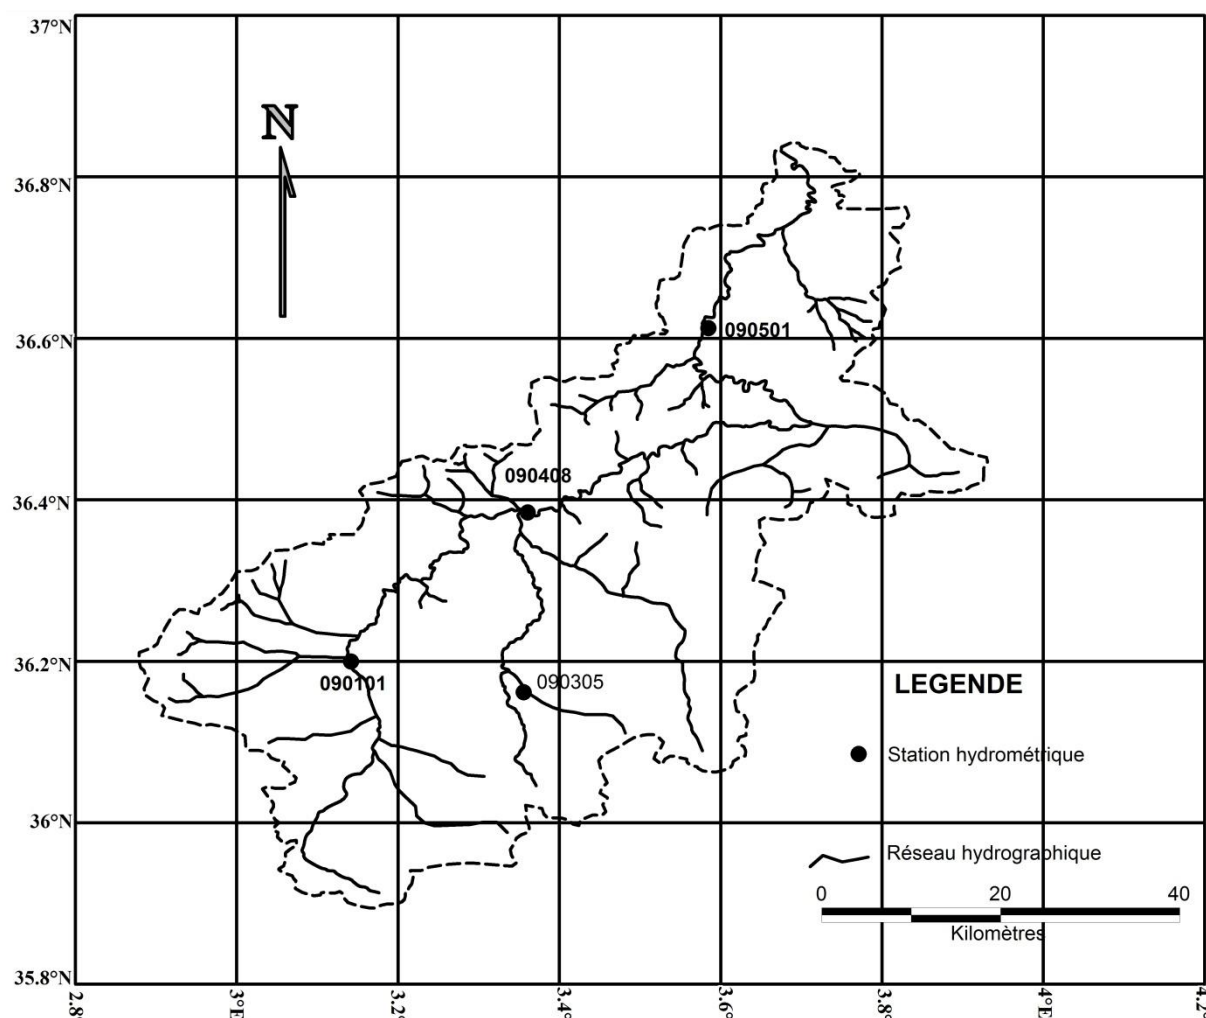 37°N
N
36.8°N
36.6°N
090501
090408
36.4°N
36.2°N
090101
090305
LEGENDE
Station hydrométrique
36°N
Réseau hydrographique
0 20 40
Kilomètres
35.8°N
2.8° 3°E 3.2° 3.4° 3.6° 3.8° 4°E 4.2°